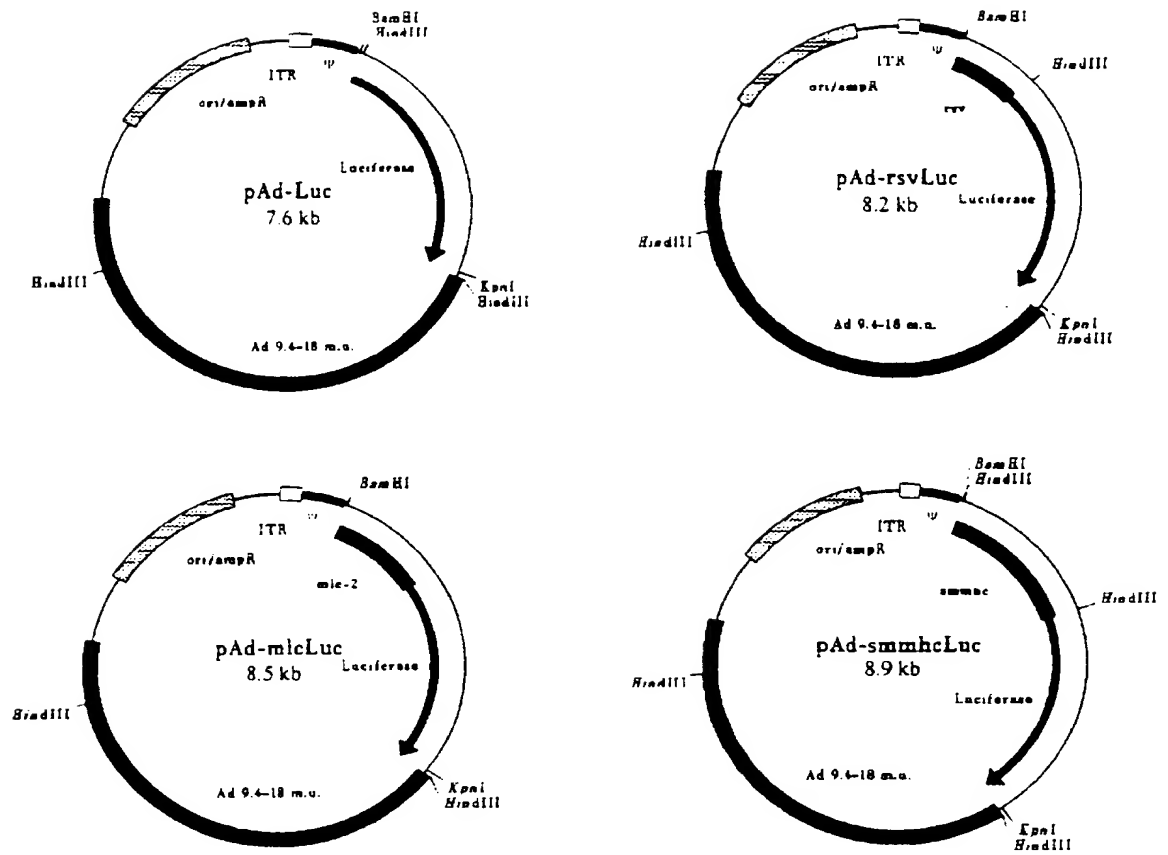 BamHI
HindIII
ITR
Ψ
ori/ampR
Luciferase
pAd-Luc
7.6 kb
HindIII
KpnI
HindIII
Ad 9.4-18 m.u.
BamHI
HindIII
ITR
Ψ
ori/ampR
rsv
pAd-rsvLuc
8.2 kb
Luciferase
HindIII
KpnI
HindIII
Ad 9.4-18 m.u.
BamHI
ITR
Ψ
ori/ampR
mlc-2
pAd-mlcLuc
8.5 kb
Luciferase
HindIII
KpnI
HindIII
Ad 9.4-18 m.u.
BamHI
HindIII
ITR
Ψ
ori/ampR
smmhc
HindIII
pAd-smmhcLuc
8.9 kb
HindIII
Luciferase
Ad 9.4-18 m.u.
KpnI
HindIII